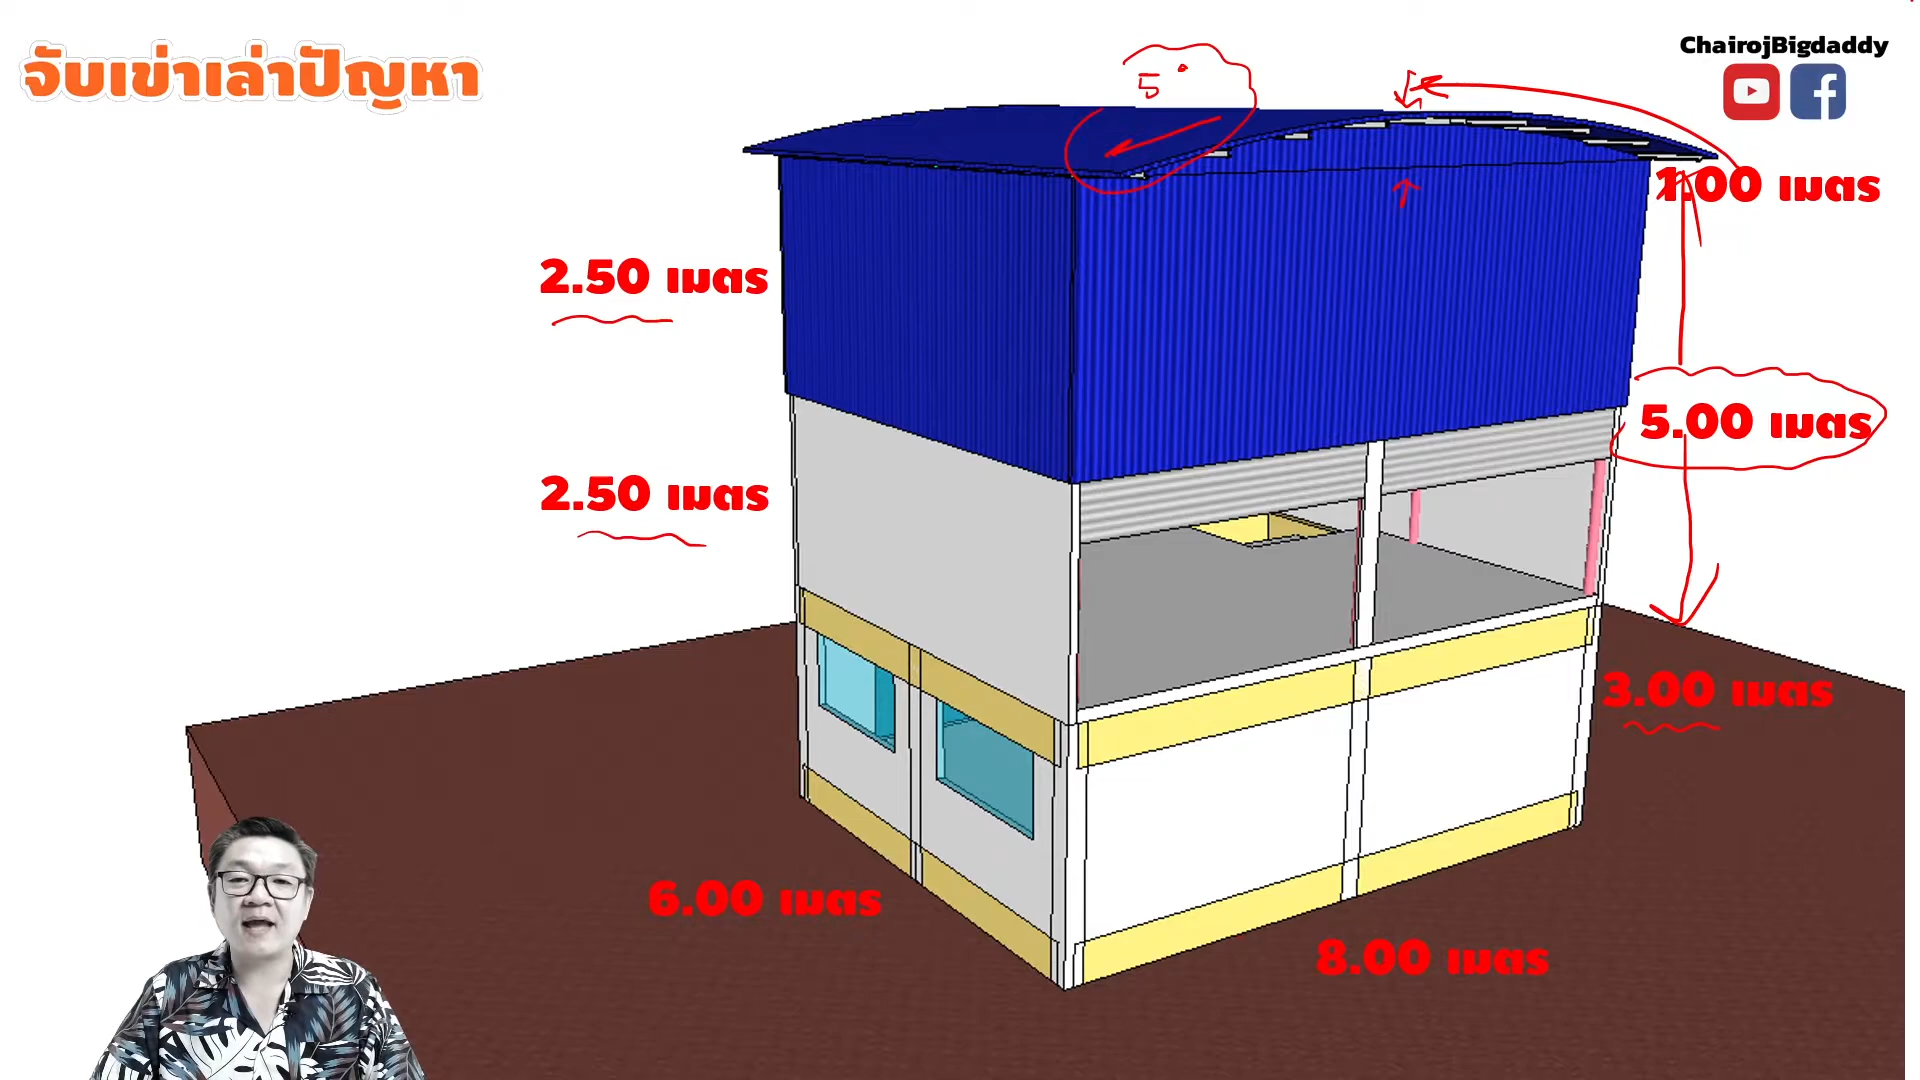 จับเข่าเล่าปัญหา
ChairojBigdaddy
5°
1.00 เมตร
2.50 เมตร
5.00 เมตร
2.50 เมตร
3.00 เมตร
6.00 เมตร
8.00 เมตร